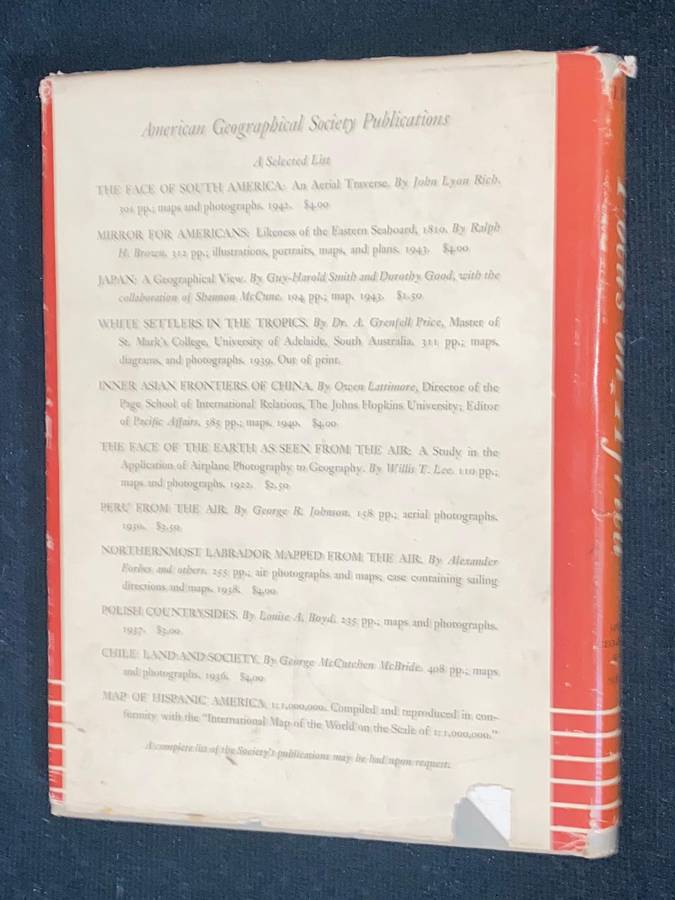 American Geographical Society Publications
A Selected List
THE FACE OF SOUTH AMERICA: An Aerial Traverse. By John Lyon Rich.
301 pp.; maps and photographs. 1942. $4.00
MIRROR FOR AMERICANS: Likeness of the Eastern Seaboard, 1810. By Ralph
H. Brown. 312 pp.; illustrations, portraits, maps, and plans. 1943. $4.00
JAPAN: A Geographical View. By Guy-Harold Smith and Dorothy Good, with the
collaboration of Shannon McCune. 104 pp.; map. 1943. $1.50
WHITE SETTLERS IN THE TROPICS. By Dr. A. Grenfell Price, Master of
St. Mark's College, University of Adelaide, South Australia. 311 pp.; maps,
diagrams, and photographs. 1939. Out of print.
INNER ASIAN FRONTIERS OF CHINA. By Owen Lattimore, Director of the
Page School of International Relations, The Johns Hopkins University; Editor
of Pacific Affairs. 585 pp.; maps. 1940. $4.00
THE FACE OF THE EARTH AS SEEN FROM THE AIR: A Study in the
Application of Airplane Photography to Geography. By Willis T. Lee. 110 pp.;
maps and photographs. 1922. $2.50
PERU FROM THE AIR. By George R. Johnson. 158 pp.; aerial photographs.
1930. $2.50
NORTHERNMOST LABRADOR MAPPED FROM THE AIR. By Alexander
Forbes and others. 255 pp.; air photographs and maps; case containing sailing
directions and maps. 1938. $4.00
POLISH COUNTRYSIDES. By Louise A. Boyd. 235 pp.; maps and photographs.
1937. $3.00
CHILE: LAND AND SOCIETY. By George McCutchen McBride. 408 pp.; maps
and photographs. 1936. $4.00
MAP OF HISPANIC AMERICA, 1:1,000,000. Compiled and reproduced in con-
formity with the "International Map of the World on the Scale of 1:1,000,000."
A complete list of the Society's publications may be had upon request.
Focus on Africa